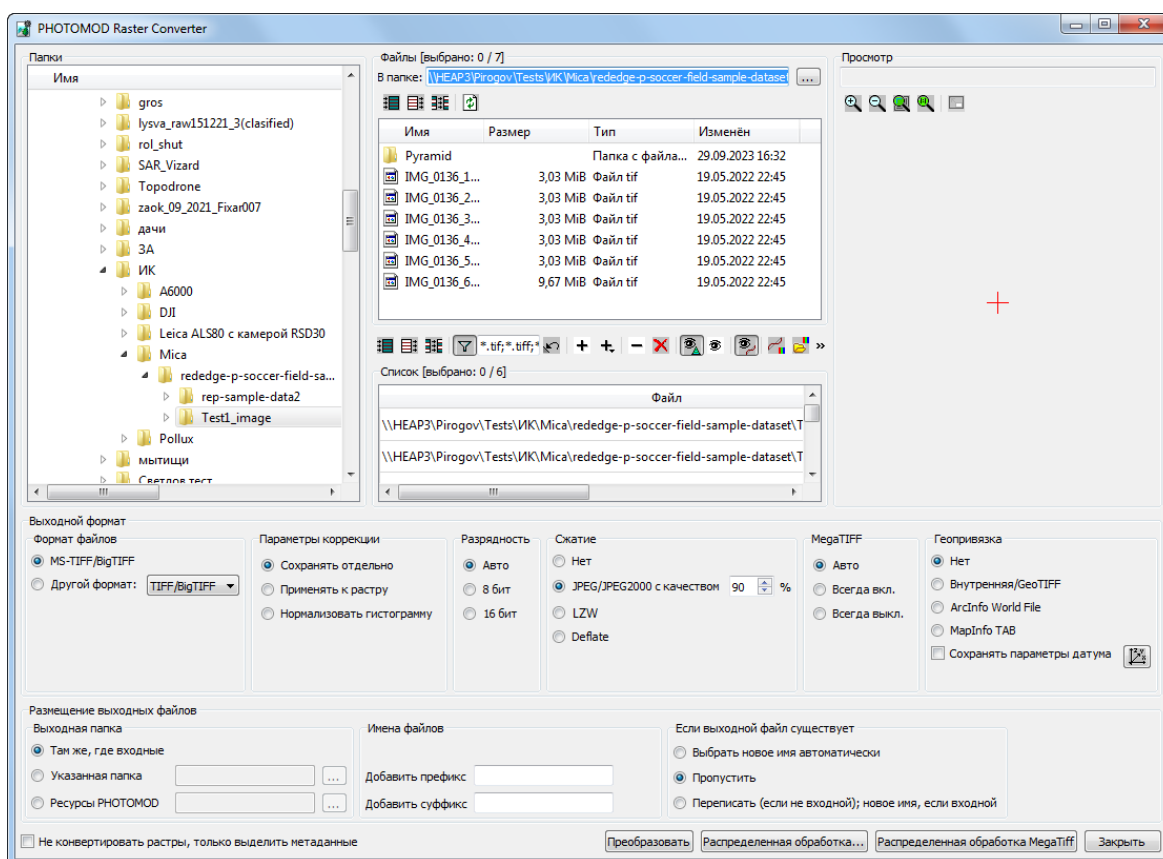 PHOTOMOD Raster Converter
Папки
Имя
gros
lysva_raw151221_3(clasified)
rol_shut
SAR_Vizard
Topodrone
zaok_09_2021_Fixar007
дачи
ЗА
ИК
A6000
DJI
Leica ALS80 с камерой RSD30
Mica
rededge-p-soccer-field-sa...
rep-sample-data2
Test1_image
Pollux
мытищи
Светлов тест
Файлы [выбрано: 0 / 7]
В папке: \\HEAP3\Pirogov\Tests\ИК\Mica\rededge-p-soccer-field-sample-dataset ...
Имя Размер Тип Изменён
Pyramid Папка с файла... 29.09.2023 16:32
IMG_0136_1... 3,03 MiB Файл tif 19.05.2022 22:45
IMG_0136_2... 3,03 MiB Файл tif 19.05.2022 22:45
IMG_0136_3... 3,03 MiB Файл tif 19.05.2022 22:45
IMG_0136_4... 3,03 MiB Файл tif 19.05.2022 22:45
IMG_0136_5... 3,03 MiB Файл tif 19.05.2022 22:45
IMG_0136_6... 9,67 MiB Файл tif 19.05.2022 22:45
*.tif;*.tiff;*
Список [выбрано: 0 / 6]
Файл
\\HEAP3\Pirogov\Tests\ИК\Mica\rededge-p-soccer-field-sample-dataset\T
\\HEAP3\Pirogov\Tests\ИК\Mica\rededge-p-soccer-field-sample-dataset\T
Просмотр
Выходной формат
Формат файлов
MS-TIFF/BigTIFF
Другой формат: TIFF/BigTIFF
Параметры коррекции
Сохранять отдельно
Применять к растру
Нормализовать гистограмму
Разрядность
Авто
8 бит
16 бит
Сжатие
Нет
JPEG/JPEG2000 с качеством 90 %
LZW
Deflate
MegaTIFF
Авто
Всегда вкл.
Всегда выкл.
Геопривязка
Нет
Внутренняя/GeoTIFF
ArcInfo World File
MapInfo TAB
Сохранять параметры датума
Размещение выходных файлов
Выходная папка
Там же, где входные
Указанная папка ...
Ресурсы PHOTOMOD ...
Имена файлов
Добавить префикс
Добавить суффикс
Если выходной файл существует
Выбрать новое имя автоматически
Пропустить
Переписать (если не входной); новое имя, если входной
Не конвертировать растры, только выделить метаданные
Преобразовать Распределенная обработка... Распределенная обработка MegaTiff Закрыть